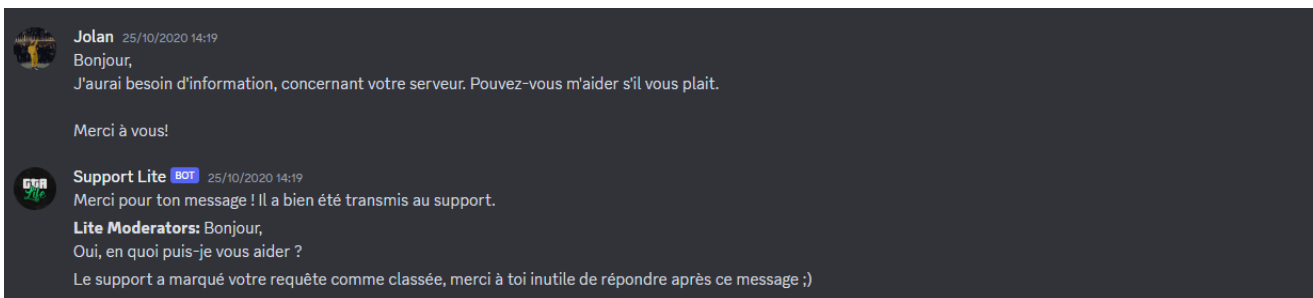 Jolan 25/10/2020 14:19
Bonjour,
J'aurai besoin d'information, concernant votre serveur. Pouvez-vous m'aider s'il vous plait.
Merci à vous!
GTA
Life
Support Lite BOT 25/10/2020 14:19
Merci pour ton message ! Il a bien été transmis au support.
Lite Moderators: Bonjour,
Oui, en quoi puis-je vous aider ?
Le support a marqué votre requête comme classée, merci à toi inutile de répondre après ce message ;)